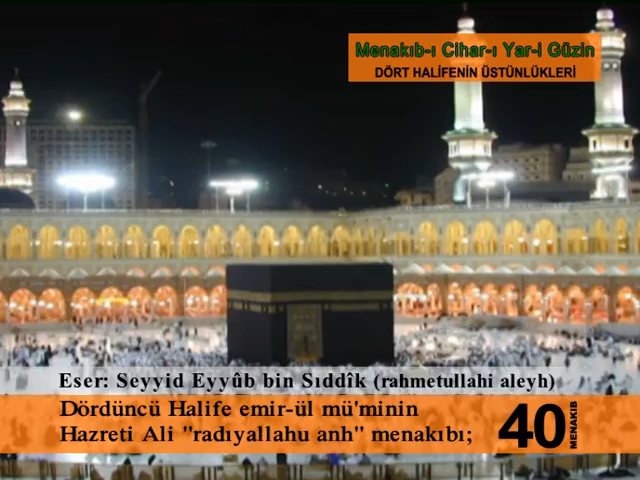 Menakıb-ı Cihar-ı Yar-i Güzin
DÖRT HALİFENİN ÜSTÜNLÜKLERİ
Eser: Seyyid Eyyûb bin Sıddîk (rahmetullahi aleyh)
Dördüncü Halife emir-ül mü'minin
Hazreti Ali "radıyallahu anh" menakıbı;
40 MENAKIB